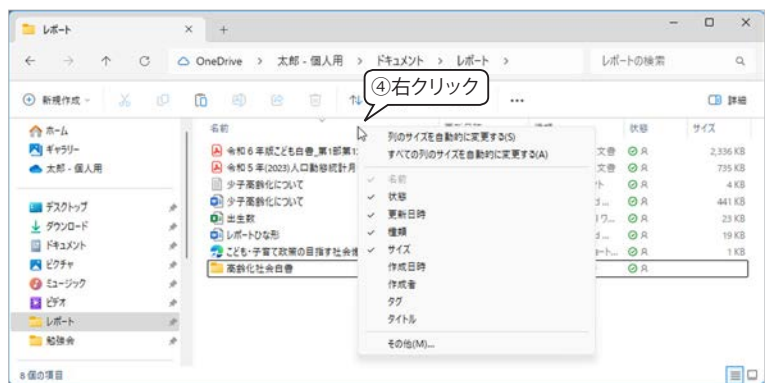 レポート
OneDrive > 太郎 - 個人用 > ドキュメント > レポート >
レポートの検索
④右クリック
新規作成
詳細
ホーム
ギャラリー
太郎 - 個人用
デスクトップ
ダウンロード
ドキュメント
ピクチャ
ミュージック
ビデオ
レポート
勉強会
名前
状態
サイズ
令和6年版こども白書_第1部第1
2,336 KB
令和5年(2023)人口動態統計月
735 KB
少子高齢化について
4 KB
少子高齢化について
441 KB
出生数
23 KB
レポートひな形
19 KB
こども・子育て政策の目指す社会
1 KB
高齢化社会白書
列のサイズを自動的に変更する(S)
すべての列のサイズを自動的に変更する(A)
名前
状態
更新日時
種類
サイズ
作成日時
作成者
タグ
タイトル
その他(M)...
8 個の項目